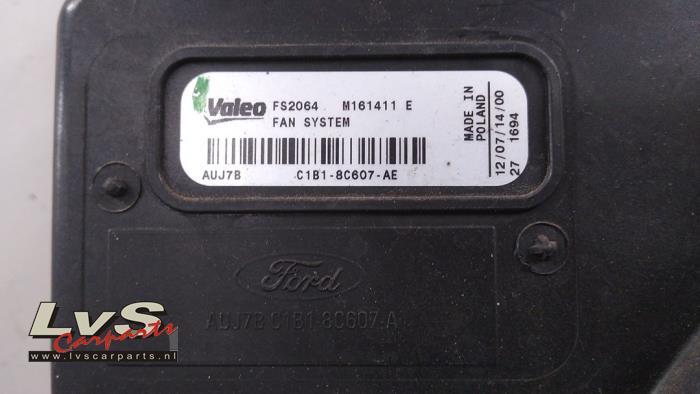 Valeo FS2064 M161411 E
FAN SYSTEM
AUJ7B C1B1-8C607-AE
MADE IN
POLAND
12/07/14/00
27 1694
Ford
AUJ7B C1B1-8C607-A
LvS
Carparts
www.lvscarparts.nl